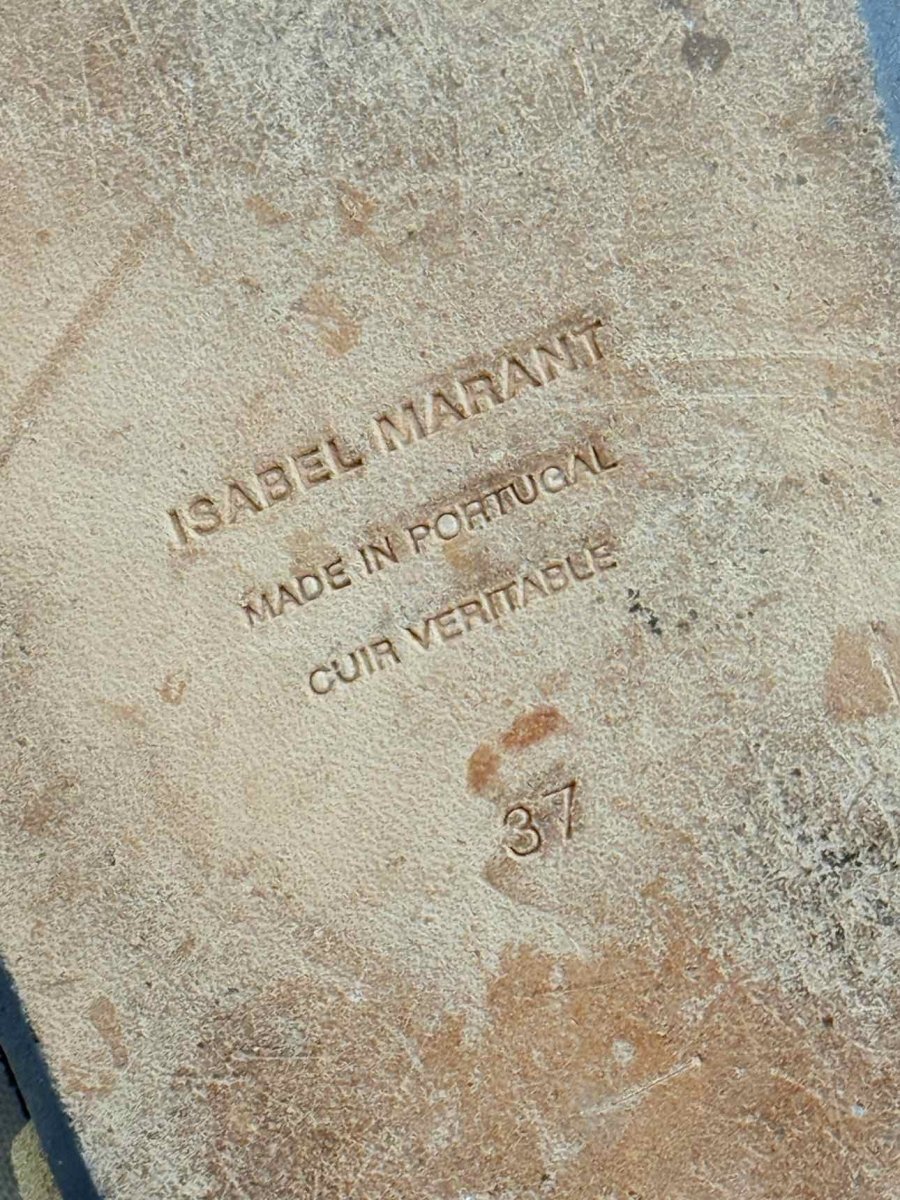 ISABEL MARANT
MADE IN PORTUGAL
CUIR VERITABLE
37